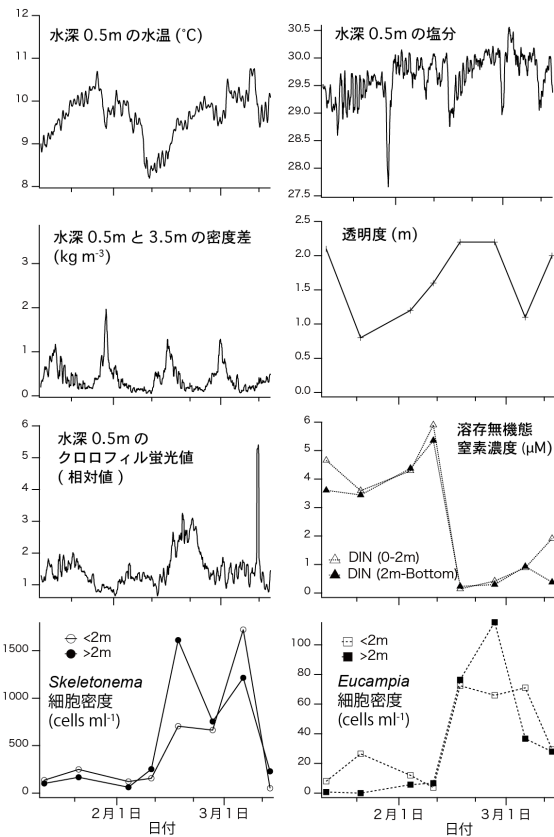 水深 0.5m の水温 (°C)
12
11
10
9
8
水深 0.5m の塩分
30.5
30.0
29.5
29.0
28.5
28.0
27.5
水深 0.5m と 3.5m の密度差
(kg m-3)
3
2
1
0
透明度 (m)
2.5
2.0
1.5
1.0
0.5
0.0
水深 0.5m の
クロロフィル蛍光値
( 相対値 )
6
5
4
3
2
1
溶存無機態
窒素濃度 (μM)
6
5
4
3
2
1
0
DIN (0-2m)
DIN (2m-Bottom)
<2m
>2m
Skeletonema
細胞密度
(cells ml-1)
1500
1000
500
0
2月1日
3月1日
日付
<2m
>2m
Eucampia
細胞密度
(cells ml-1)
100
80
60
40
20
0
2月1日
3月1日
日付